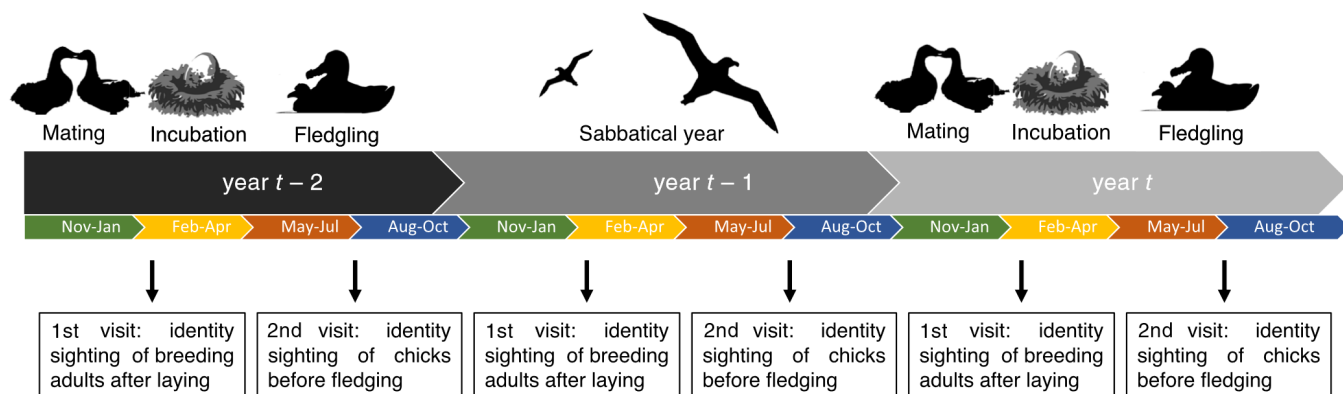 Mating Incubation Fledgling Sabbatical year Mating Incubation Fledgling
year t – 2 year t – 1 year t
Nov-Jan Feb-Apr May-Jul Aug-Oct Nov-Jan Feb-Apr May-Jul Aug-Oct Nov-Jan Feb-Apr May-Jul Aug-Oct
1st visit: identity
sighting of breeding
adults after laying
2nd visit: identity
sighting of chicks
before fledging
1st visit: identity
sighting of breeding
adults after laying
2nd visit: identity
sighting of chicks
before fledging
1st visit: identity
sighting of breeding
adults after laying
2nd visit: identity
sighting of chicks
before fledging